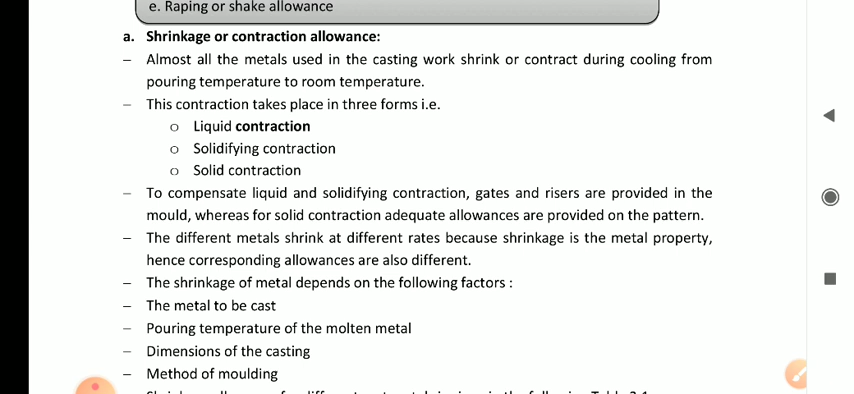 e. Raping or shake allowance
a. Shrinkage or contraction allowance:
– Almost all the metals used in the casting work shrink or contract during cooling from
pouring temperature to room temperature.
– This contraction takes place in three forms i.e.
o Liquid contraction
o Solidifying contraction
o Solid contraction
– To compensate liquid and solidifying contraction, gates and risers are provided in the
mould, whereas for solid contraction adequate allowances are provided on the pattern.
– The different metals shrink at different rates because shrinkage is the metal property,
hence corresponding allowances are also different.
– The shrinkage of metal depends on the following factors :
– The metal to be cast
– Pouring temperature of the molten metal
– Dimensions of the casting
– Method of moulding